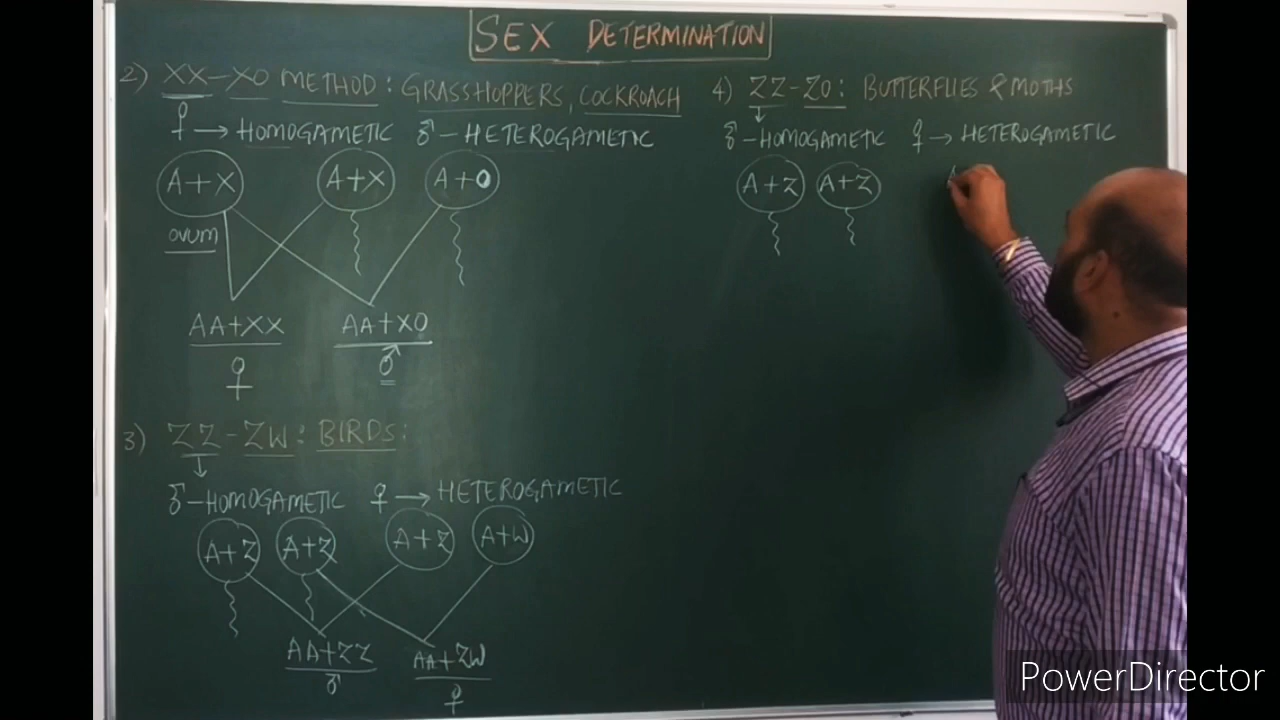 SEX DETERMINATION
2) XX-XO METHOD: GRASSHOPPERS, COCKROACH
♀ → HOMOGAMETIC ♂ - HETEROGAMETIC
A+X A+X A+O
OVUM
AA+XX AA+XO
♀ ♂
3) ZZ-ZW: BIRDS:
↓
♂ - HOMOGAMETIC ♀ → HETEROGAMETIC
A+Z A+Z A+Z A+W
AA+ZZ AA+ZW
♂ ♀
4) ZZ-ZO: BUTTERFLIES & MOTHS
↓
♂ - HOMOGAMETIC ♀ → HETEROGAMETIC
A+Z A+Z
PowerDirector